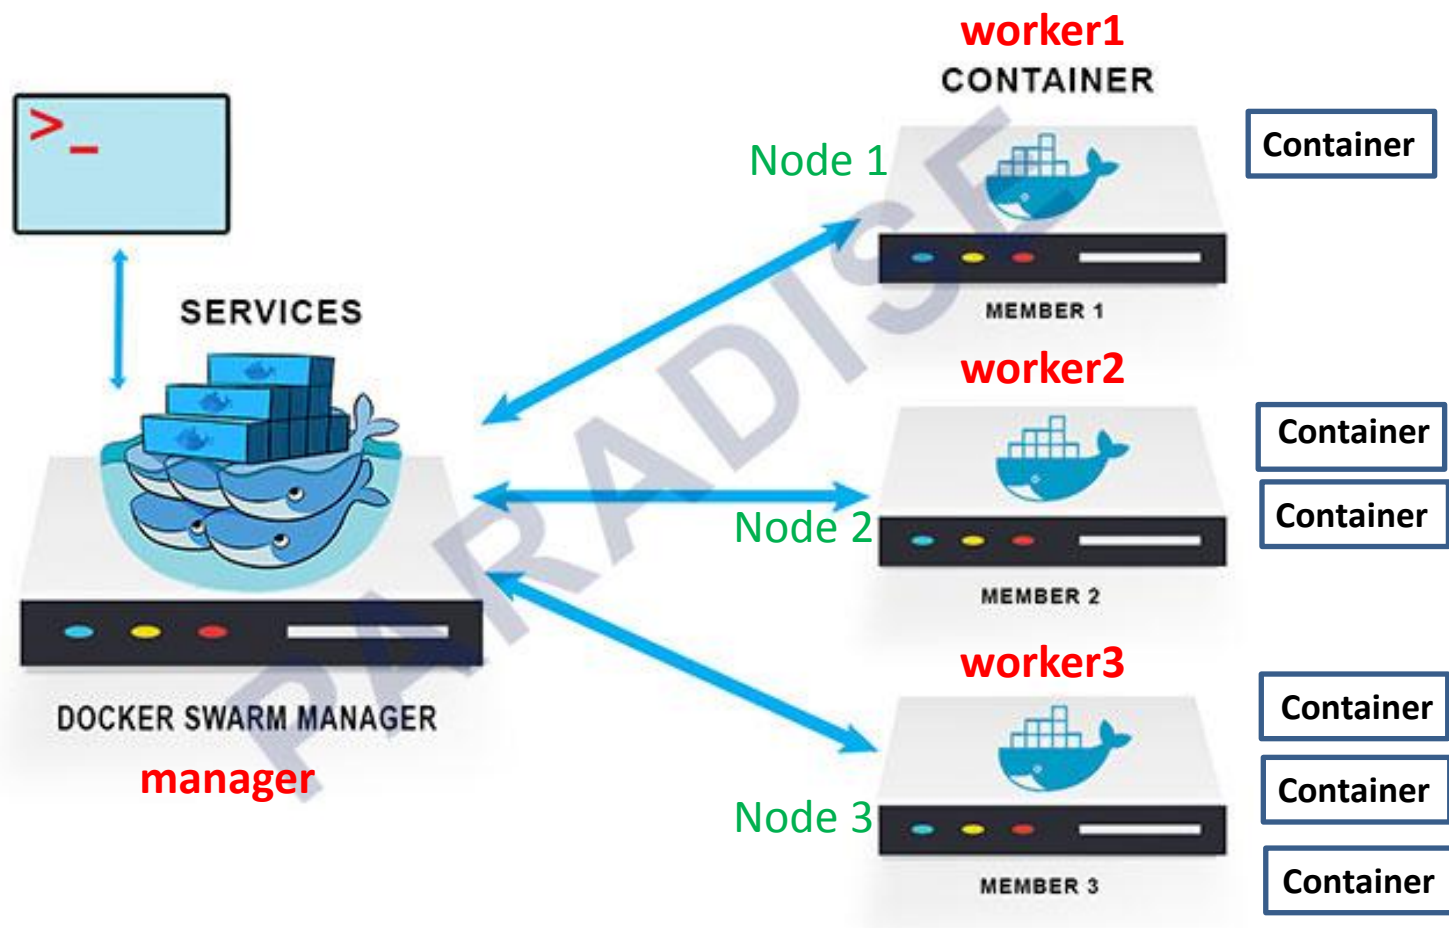 >_
SERVICES
DOCKER SWARM MANAGER
manager
worker1
CONTAINER
Node 1
MEMBER 1
Container
worker2
Node 2
MEMBER 2
Container
Container
worker3
Node 3
MEMBER 3
Container
Container
Container
PARADISE